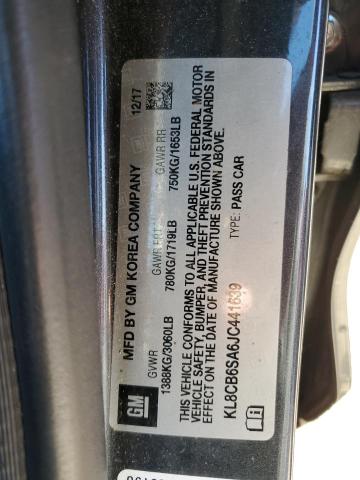 MFD BY GM KOREA COMPANY 12/17
GVWR GAWR FRT GAWR RR
1388KG/3060LB 780KG/1719LB 750KG/1653LB
THIS VEHICLE CONFORMS TO ALL APPLICABLE U.S. FEDERAL MOTOR
VEHICLE SAFETY, BUMPER, AND THEFT PREVENTION STANDARDS IN
EFFECT ON THE DATE OF MANUFACTURE SHOWN ABOVE.
KL8CB6SA6JC441639 TYPE: PASS CAR
GM